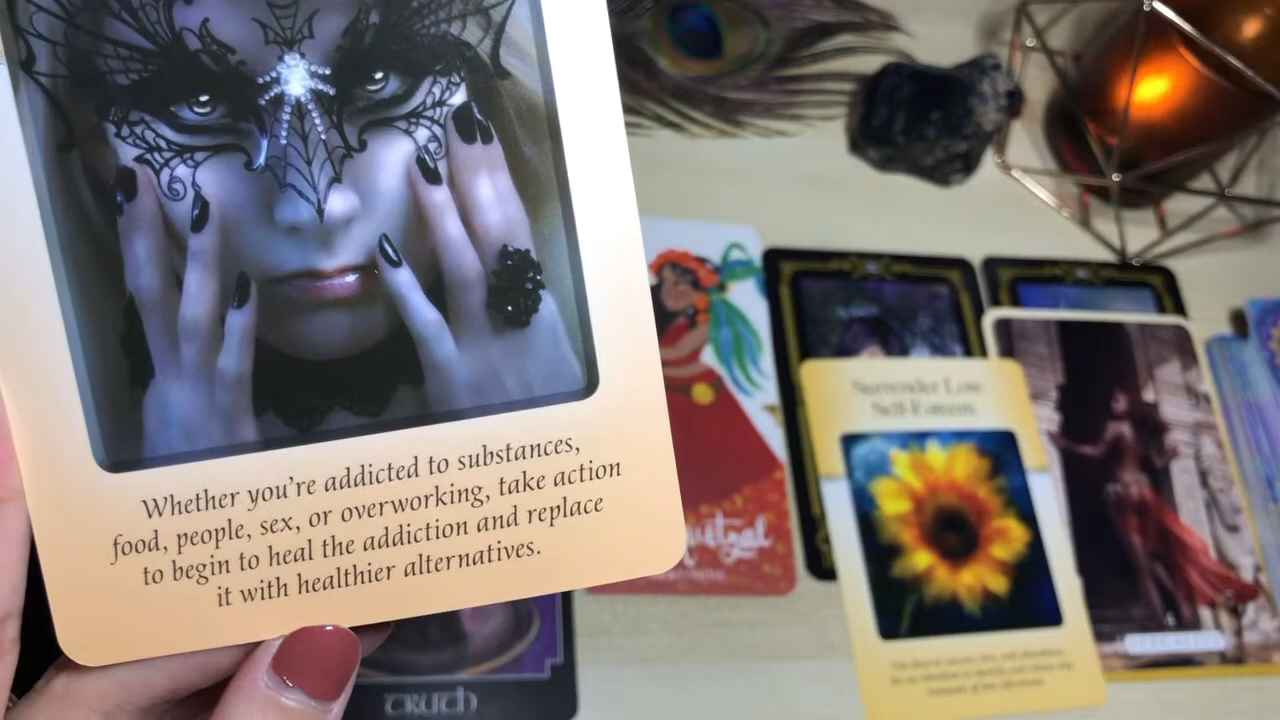 Whether you're addicted to substances,
food, people, sex, or overworking, take action
to begin to heal the addiction and replace
it with healthier alternatives.
Surrender Low
Self-Esteem
TRUTH